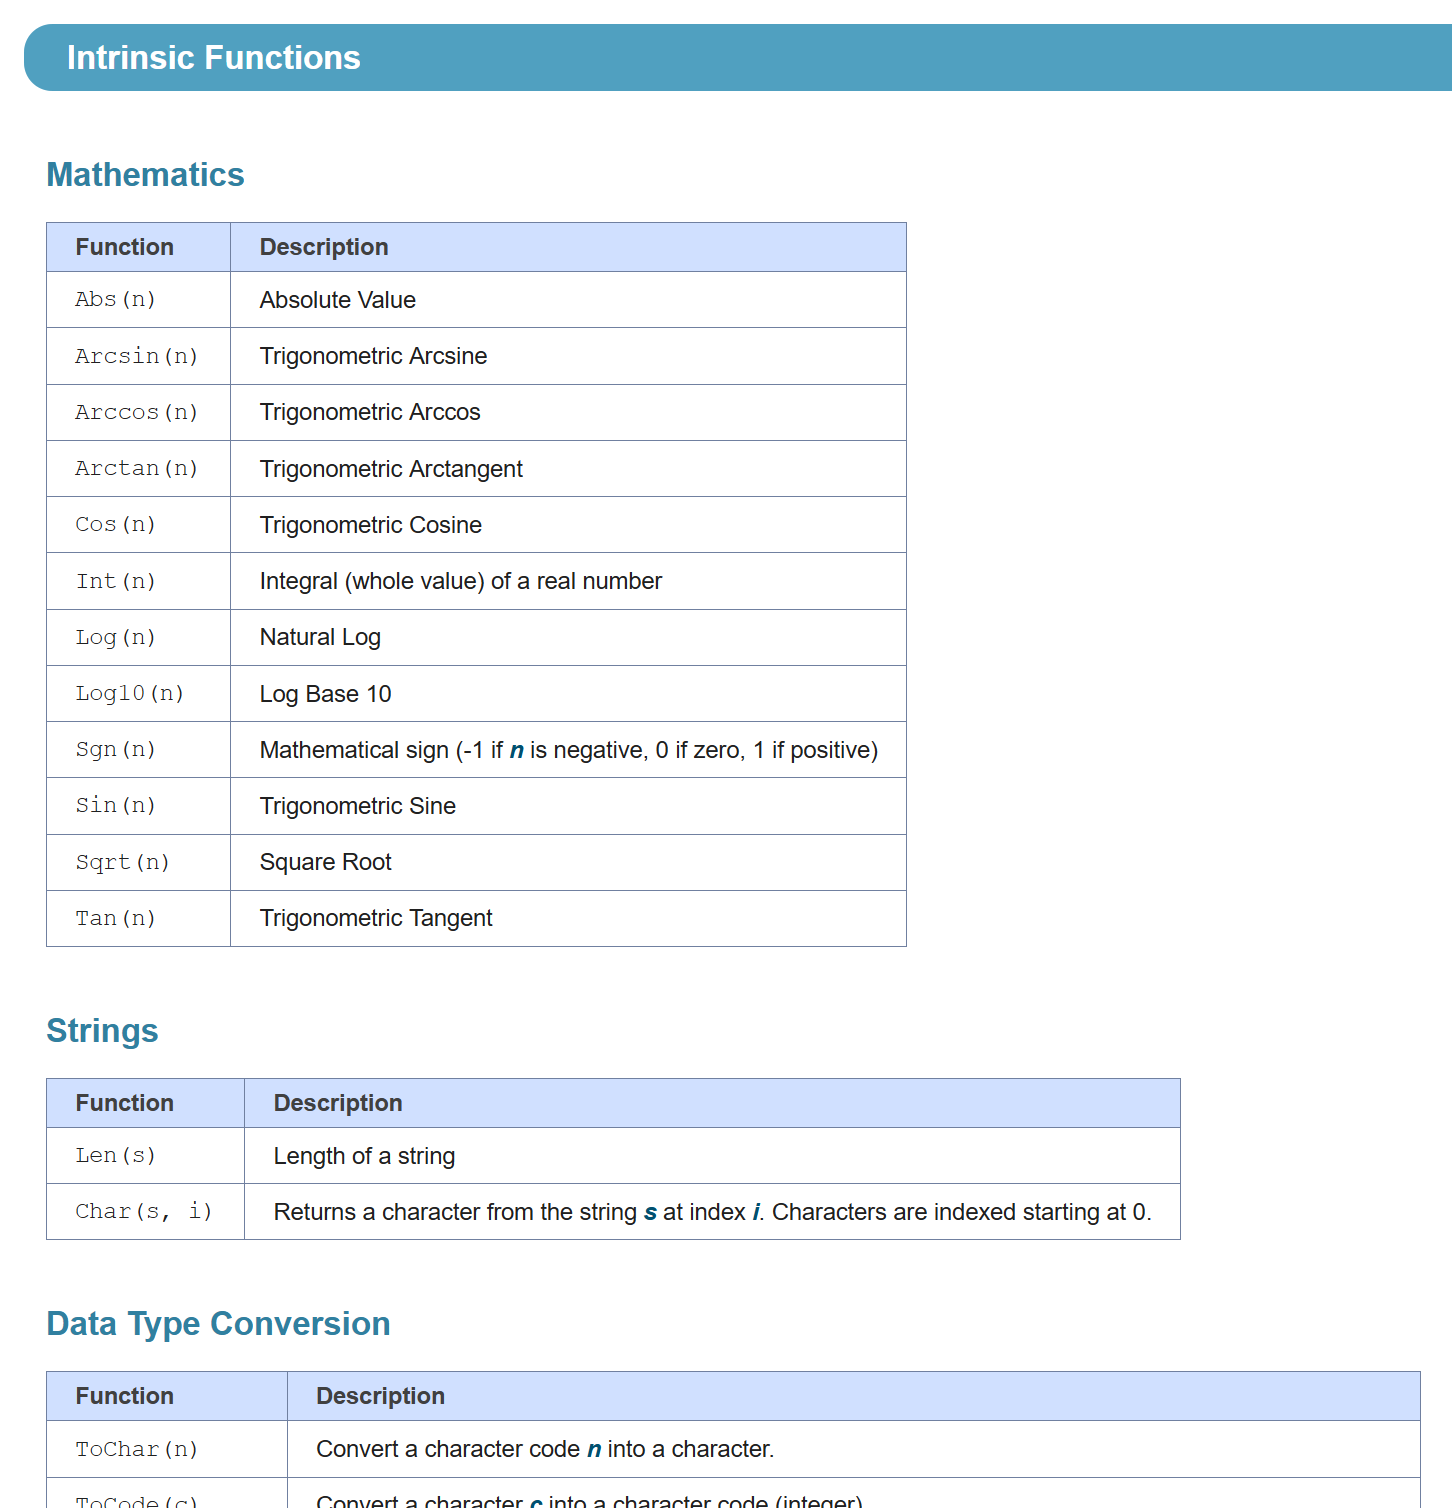 Intrinsic Functions
Mathematics
Function Description
Abs(n) Absolute Value
Arcsin(n) Trigonometric Arcsine
Arccos(n) Trigonometric Arccos
Arctan(n) Trigonometric Arctangent
Cos(n) Trigonometric Cosine
Int(n) Integral (whole value) of a real number
Log(n) Natural Log
Log10(n) Log Base 10
Sgn(n) Mathematical sign (-1 if n is negative, 0 if zero, 1 if positive)
Sin(n) Trigonometric Sine
Sqrt(n) Square Root
Tan(n) Trigonometric Tangent
Strings
Function Description
Len(s) Length of a string
Char(s, i) Returns a character from the string s at index i. Characters are indexed starting at 0.
Data Type Conversion
Function Description
ToChar(n) Convert a character code n into a character.
ToCode(c) Convert a character c into a character code (integer)